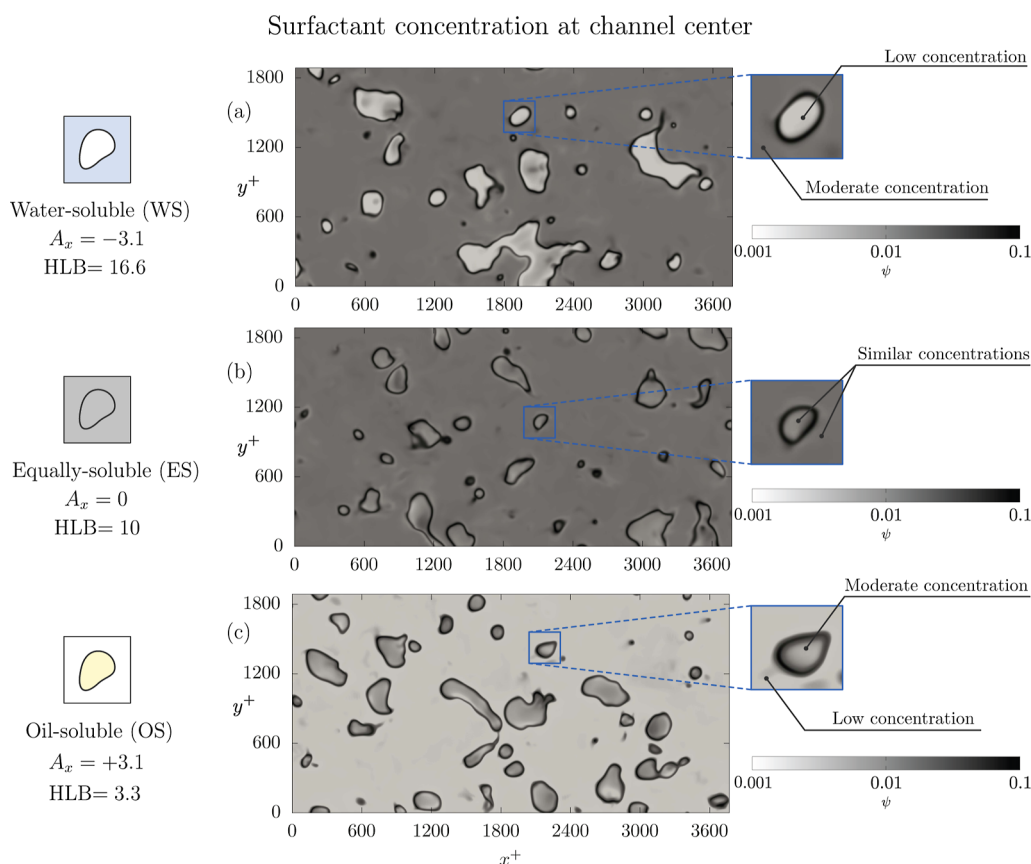 Surfactant concentration at channel center
Water-soluble (WS)
A_x = −3.1
HLB= 16.6
(a)
y^+
1800
1200
600
0
0 600 1200 1800 2400 3000 3600
Low concentration
Moderate concentration
0.001 0.01 0.1
ψ
Equally-soluble (ES)
A_x = 0
HLB= 10
(b)
y^+
1800
1200
600
0
0 600 1200 1800 2400 3000 3600
Similar concentrations
0.001 0.01 0.1
ψ
Oil-soluble (OS)
A_x = +3.1
HLB= 3.3
(c)
y^+
1800
1200
600
0
0 600 1200 1800 2400 3000 3600
x^+
Moderate concentration
Low concentration
0.001 0.01 0.1
ψ